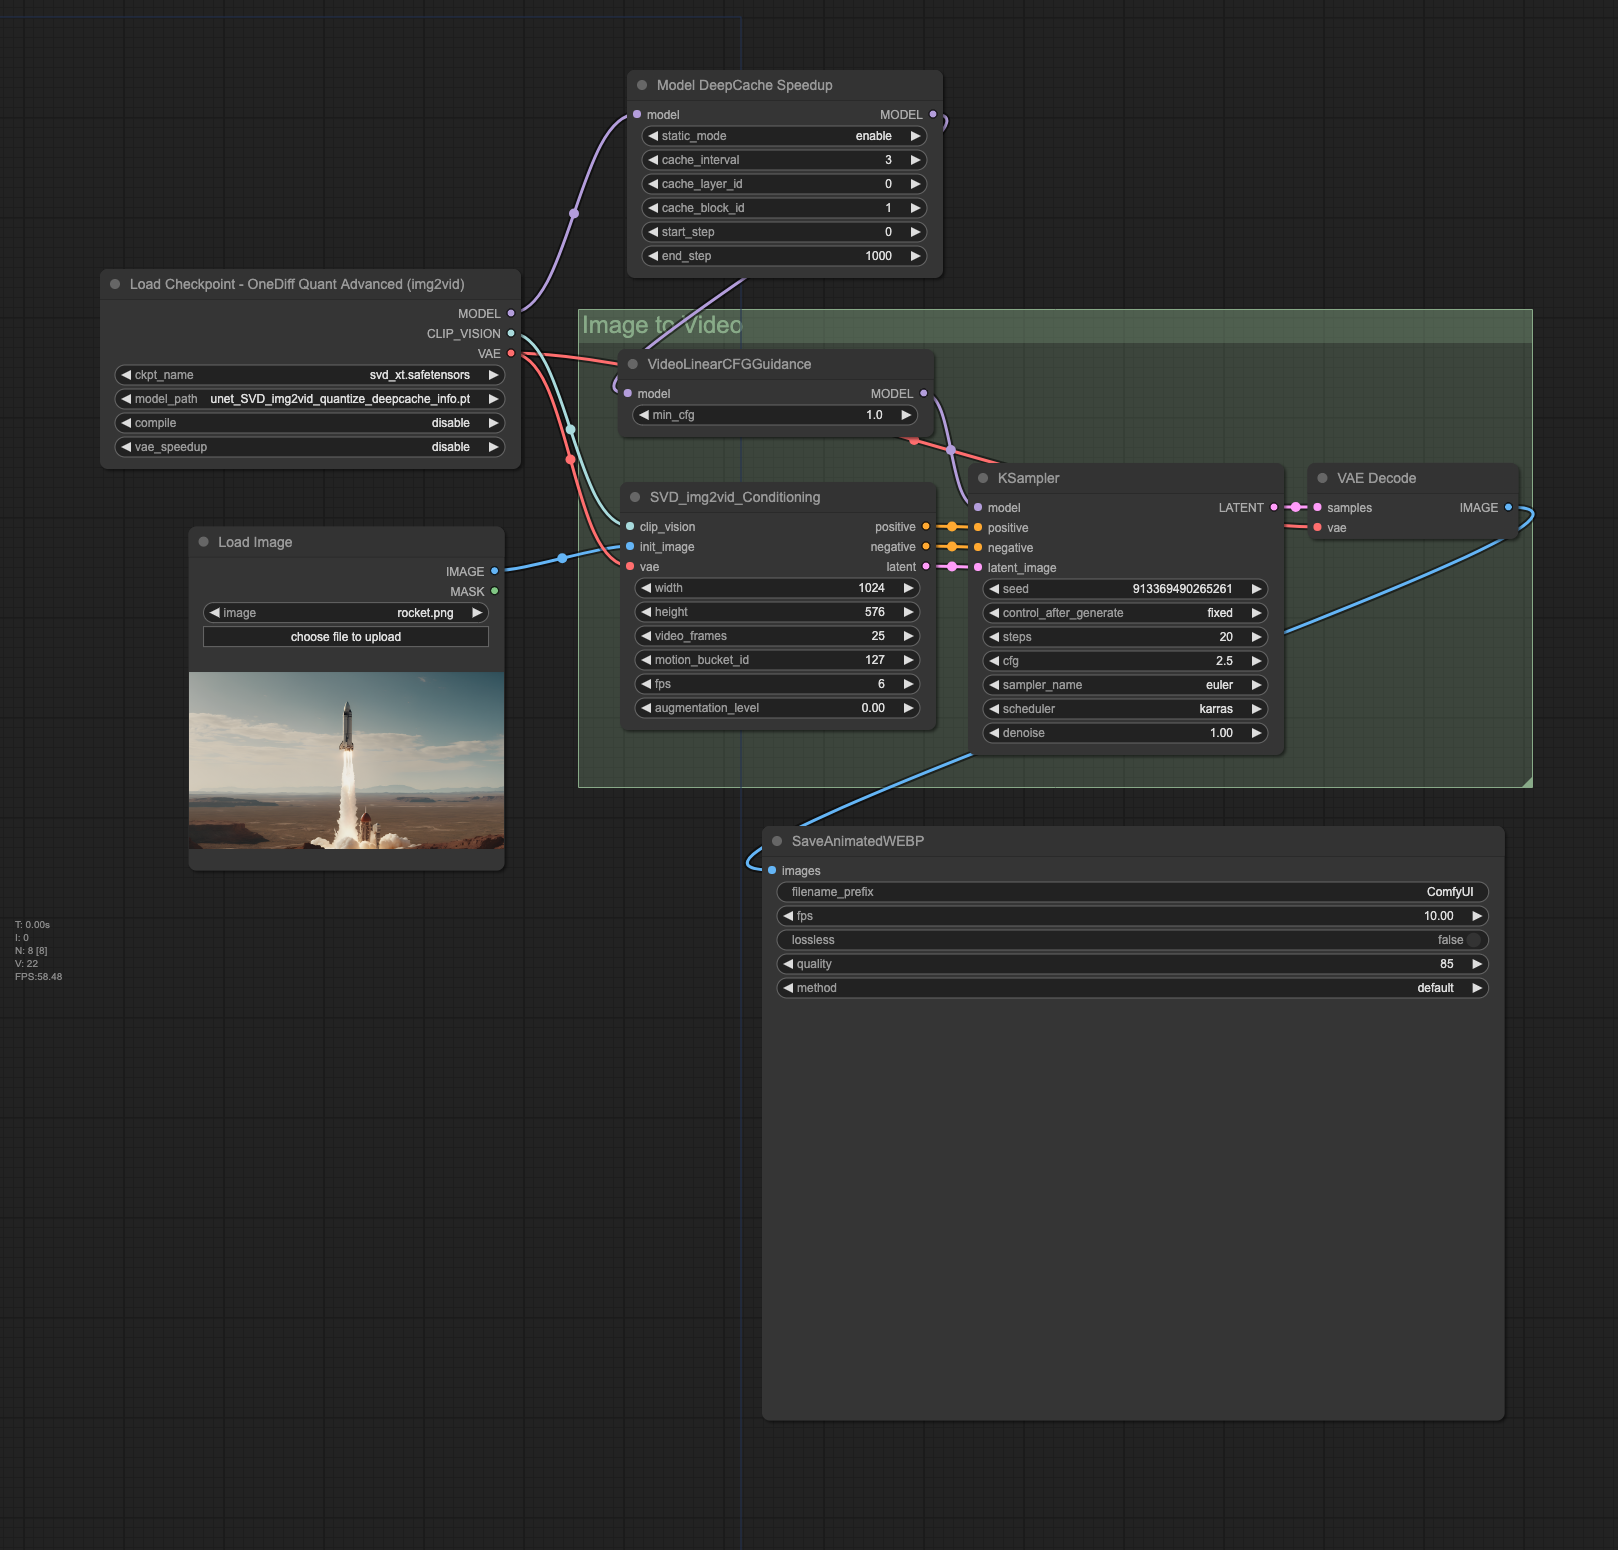 Model DeepCache Speedup
model MODEL
static_mode enable
cache_interval 3
cache_layer_id 0
cache_block_id 1
start_step 0
end_step 1000
Load Checkpoint - OneDiff Quant Advanced (img2vid)
MODEL
CLIP_VISION
VAE
ckpt_name svd_xt.safetensors
model_path unet_SVD_img2vid_quantize_deepcache_info.pt
compile disable
vae_speedup disable
Image to Video
VideoLinearCFGGuidance
model MODEL
min_cfg 1.0
SVD_img2vid_Conditioning
clip_vision positive
init_image negative
vae latent
width 1024
height 576
video_frames 25
motion_bucket_id 127
fps 6
augmentation_level 0.00
KSampler
model LATENT
positive
negative
latent_image
seed 913369490265261
control_after_generate fixed
steps 20
cfg 2.5
sampler_name euler
scheduler karras
denoise 1.00
VAE Decode
samples IMAGE
vae
Load Image
IMAGE
MASK
image rocket.png
choose file to upload
SaveAnimatedWEBP
images
filename_prefix ComfyUI
fps 10.00
lossless false
quality 85
method default
T: 0.00s
I: 0
N: 8 [8]
V: 22
FPS:58.48